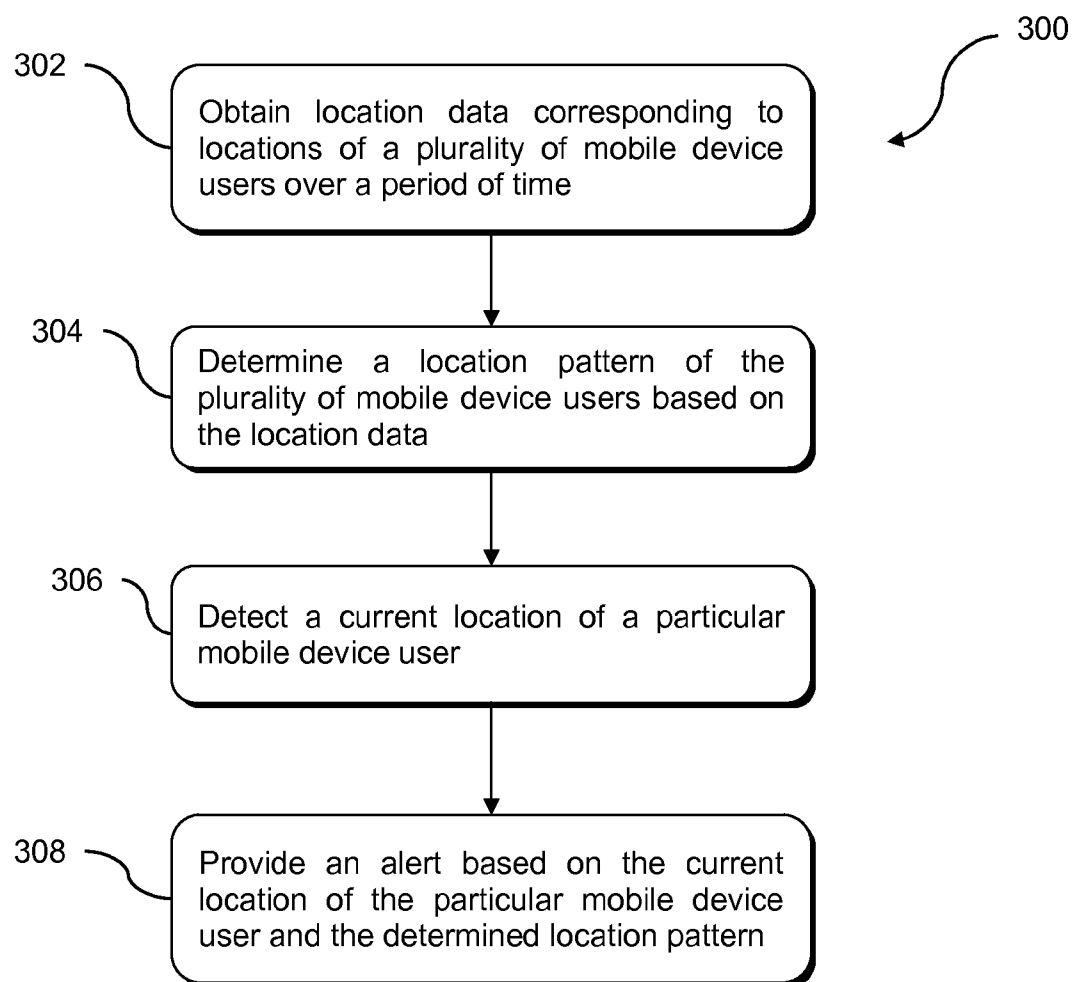 300
302
Obtain location data corresponding to
locations of a plurality of mobile device
users over a period of time
304
Determine a location pattern of the
plurality of mobile device users based on
the location data
306
Detect a current location of a particular
mobile device user
308
Provide an alert based on the current
location of the particular mobile device
user and the determined location pattern